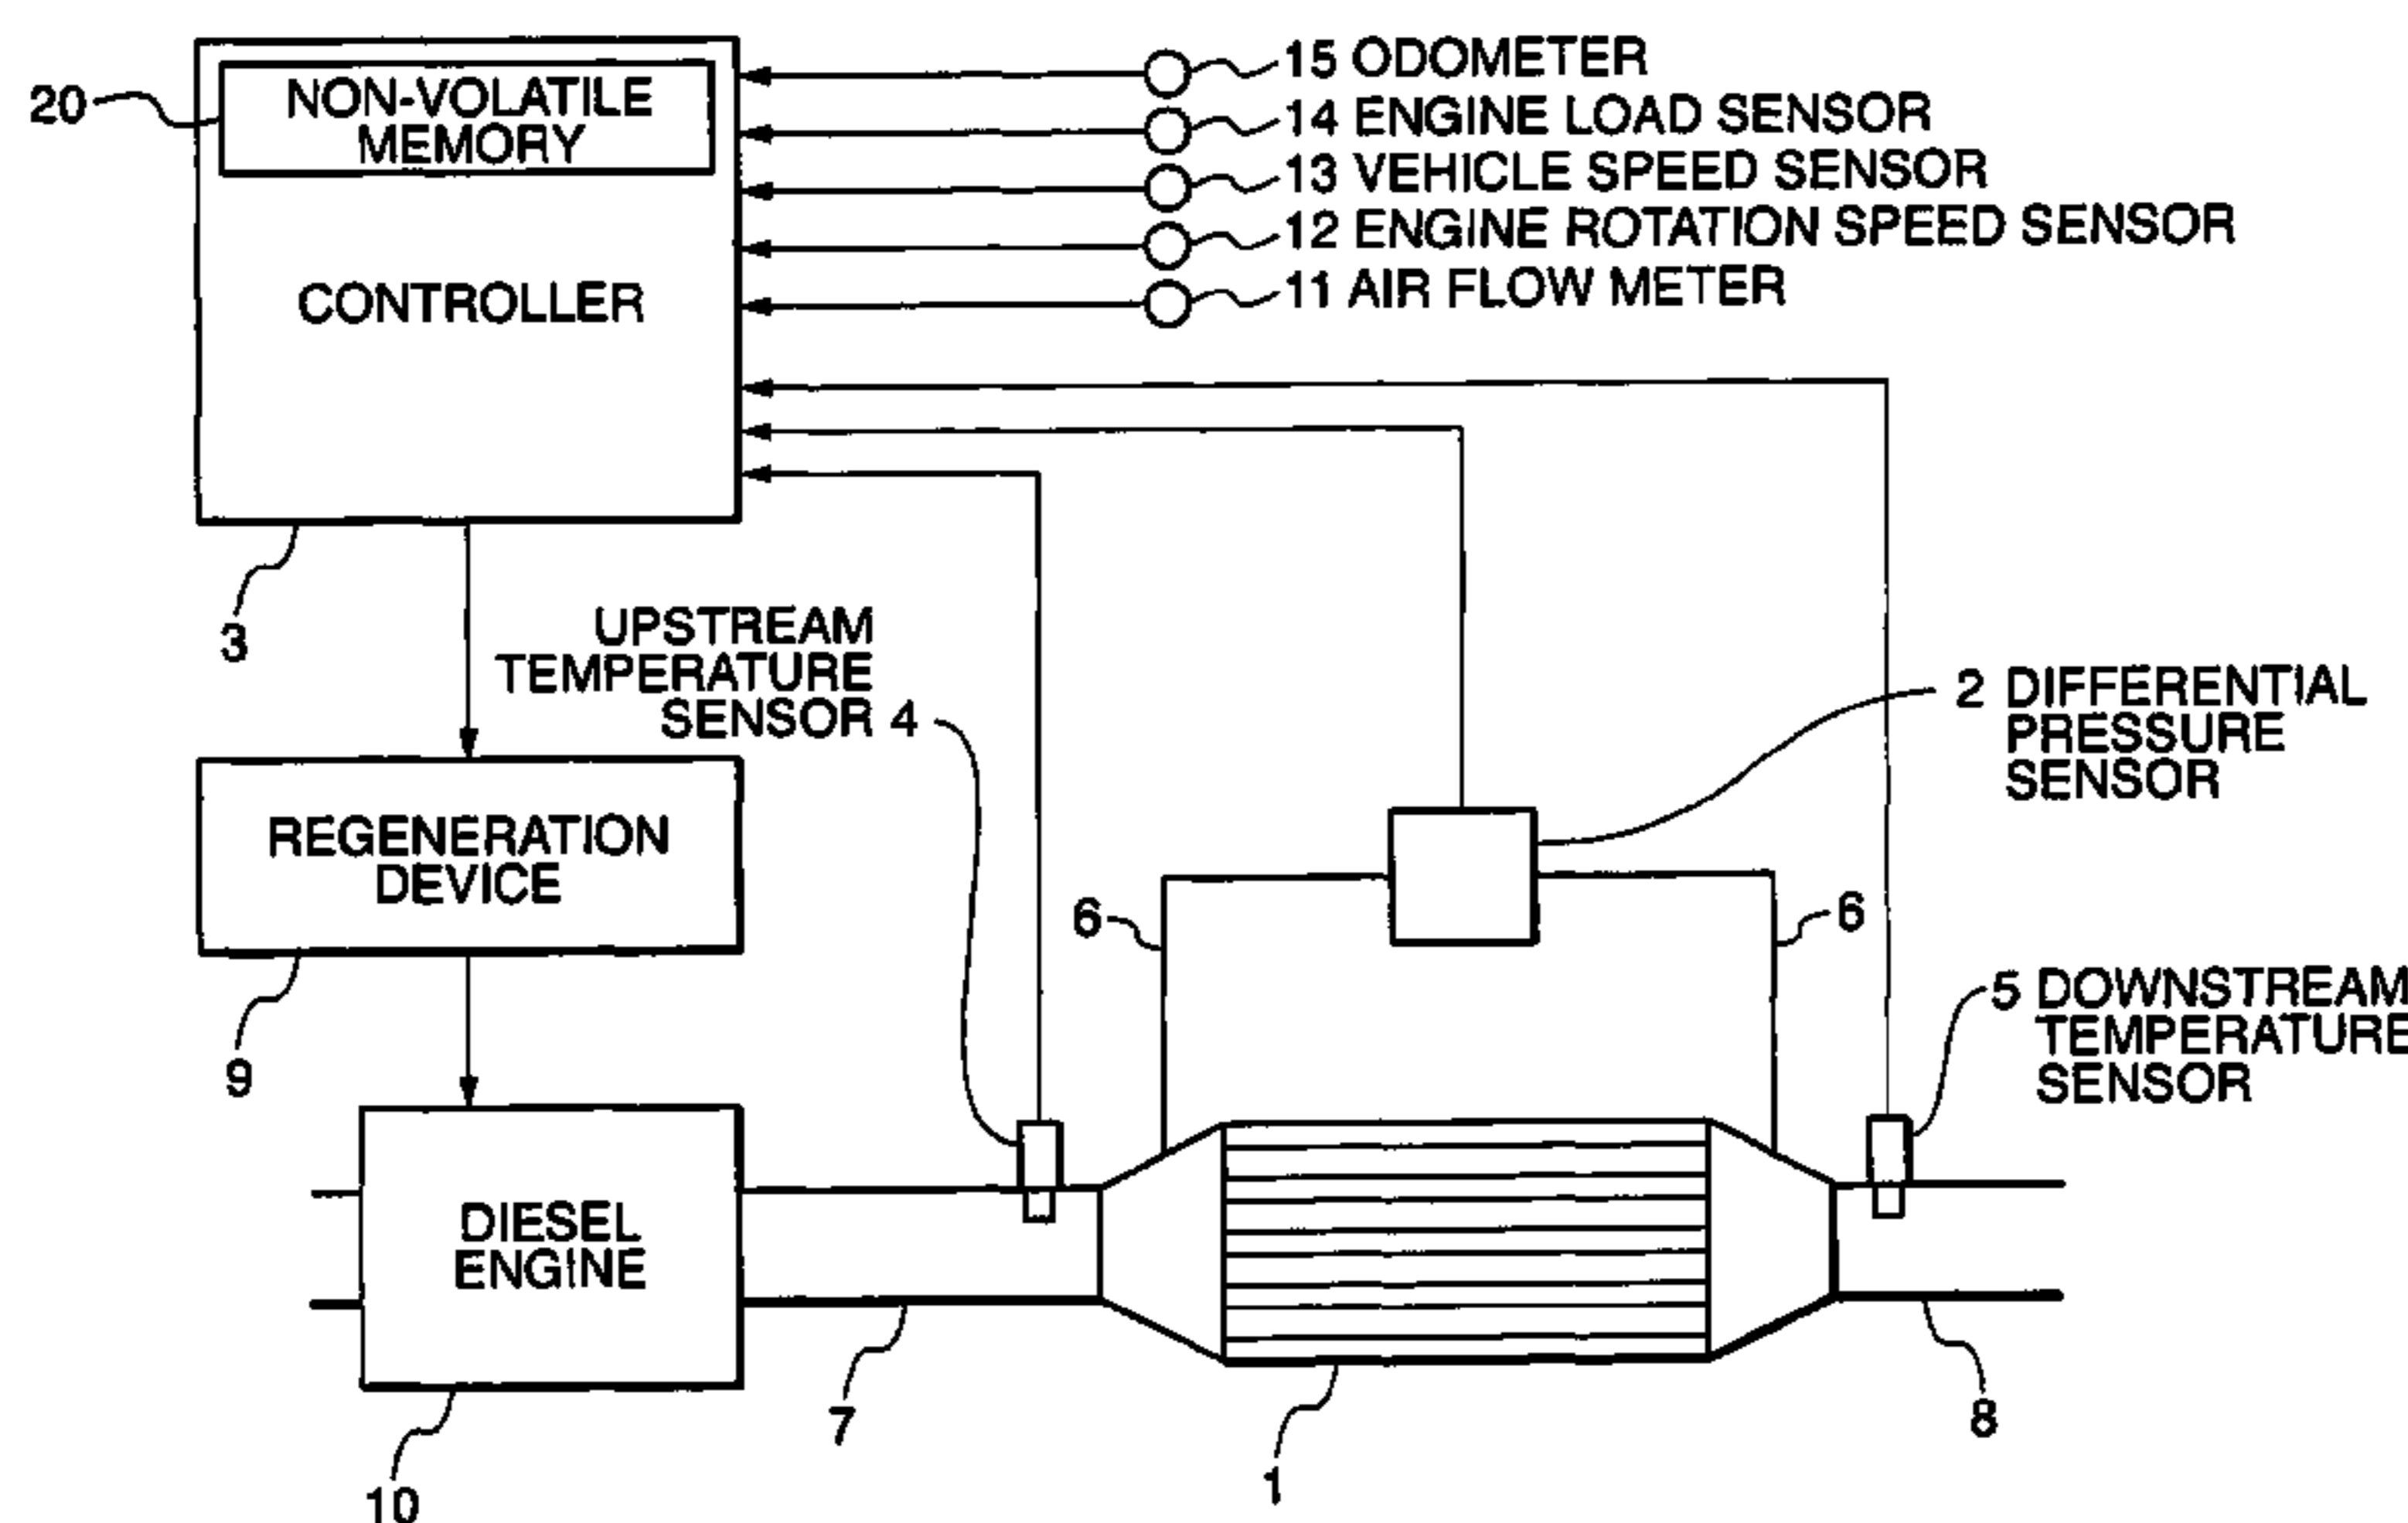 15 ODOMETER
14 ENGINE LOAD SENSOR
13 VEHICLE SPEED SENSOR
12 ENGINE ROTATION SPEED SENSOR
11 AIR FLOW METER
20
NON-VOLATILE
MEMORY
CONTROLLER
3
UPSTREAM
TEMPERATURE
SENSOR 4
2 DIFFERENTIAL
PRESSURE
SENSOR
REGENERATION
DEVICE
9
6
6
5 DOWNSTREAM
TEMPERATURE
SENSOR
DIESEL
ENGINE
10
7
1
8